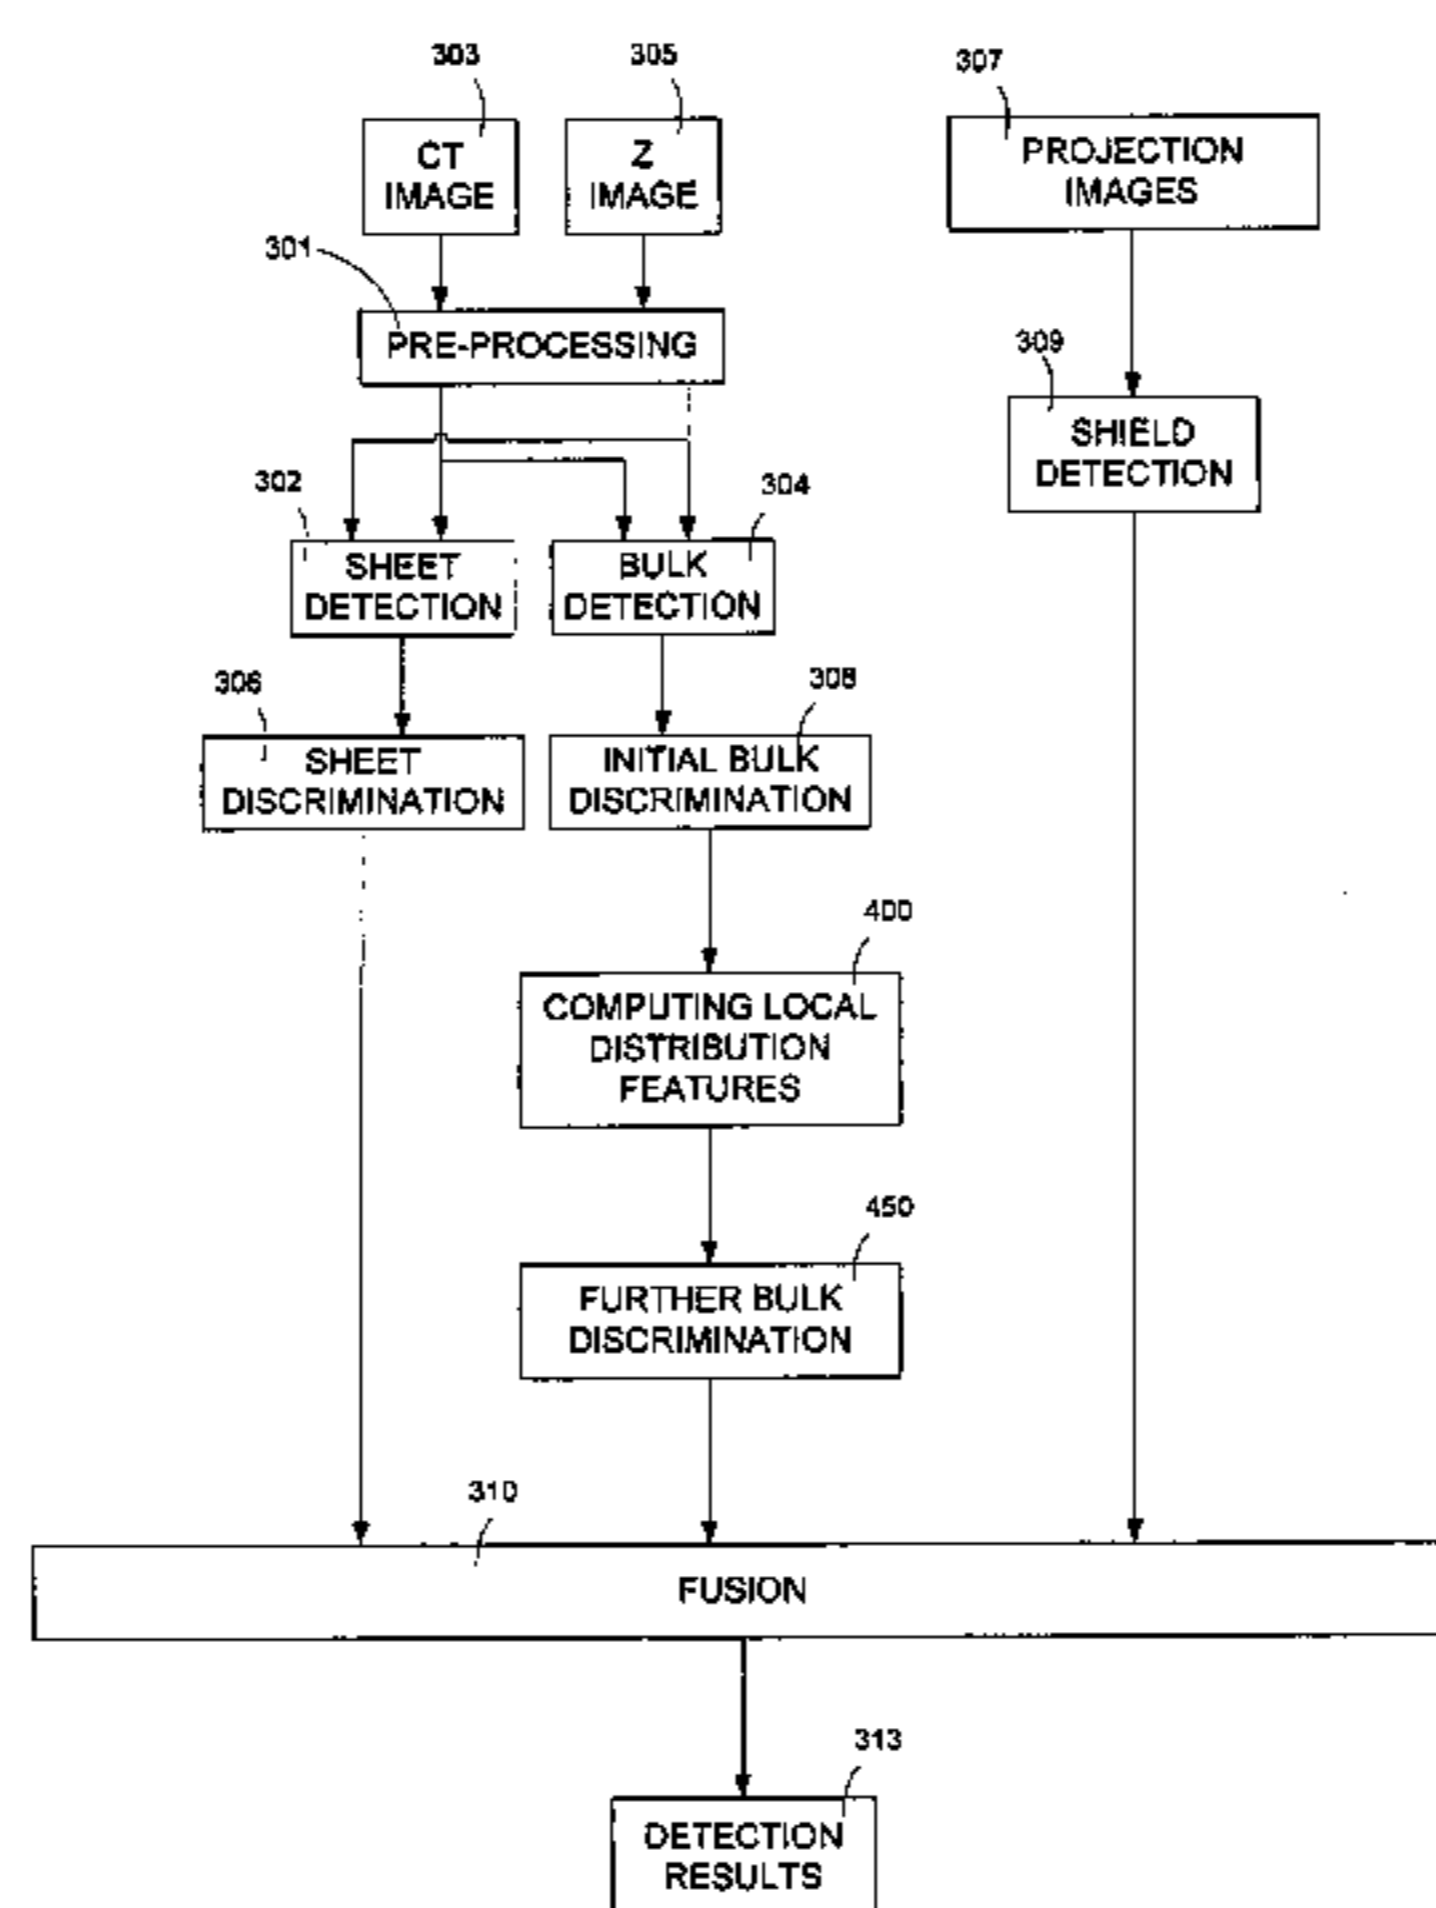 303
305
307
CT
IMAGE
Z
IMAGE
PROJECTION
IMAGES
301
PRE-PROCESSING
309
SHIELD
DETECTION
302
304
SHEET
DETECTION
BULK
DETECTION
306
308
SHEET
DISCRIMINATION
INITIAL BULK
DISCRIMINATION
400
COMPUTING LOCAL
DISTRIBUTION
FEATURES
450
FURTHER BULK
DISCRIMINATION
310
FUSION
313
DETECTION
RESULTS